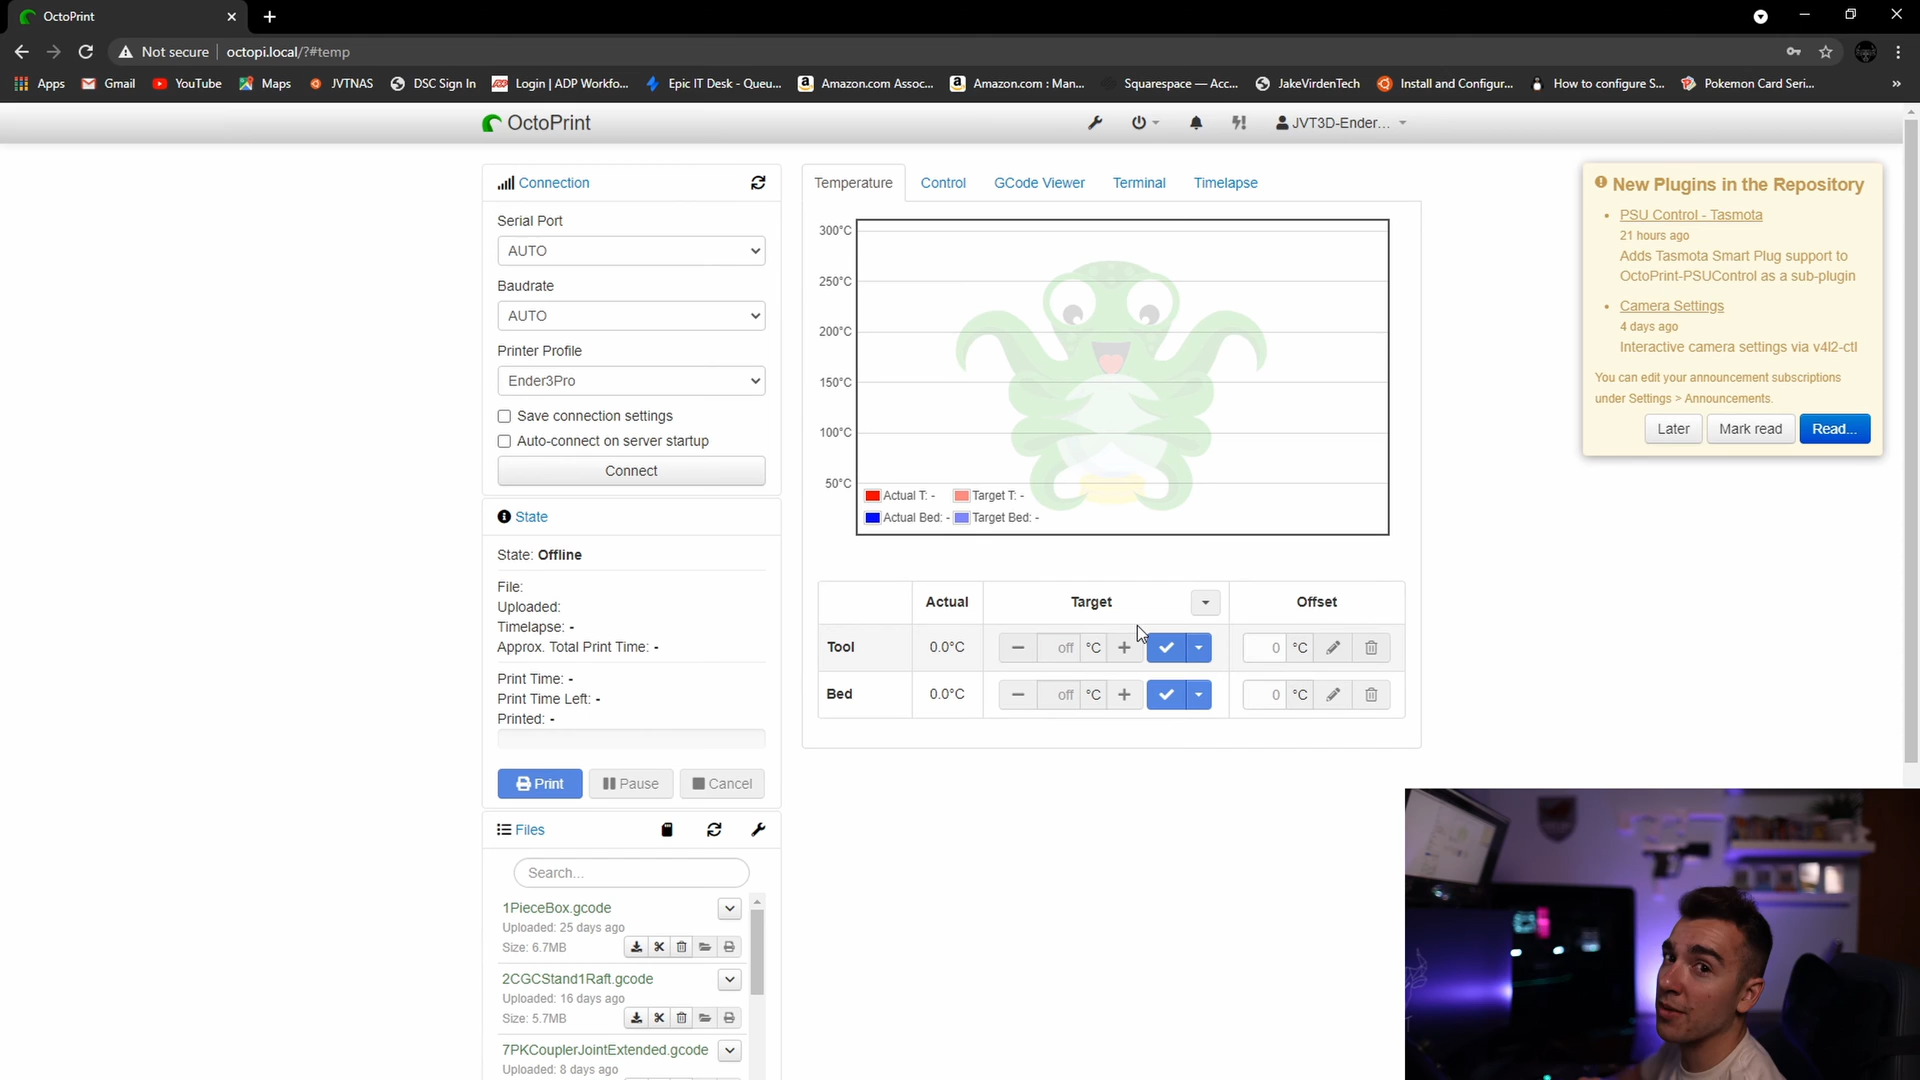 OctoPrint
Not secure octopi.local/?#temp
Apps Gmail YouTube Maps JVTNAS DSC Sign In Login | ADP Workfo... Epic IT Desk - Queu... Amazon.com Assoc... Amazon.com : Man... Squarespace — Acc... JakeVirdenTech Install and Configur... How to configure S... Pokemon Card Seri... »
OctoPrint
JVT3D-Ender...
Connection
Serial Port
AUTO
Baudrate
AUTO
Printer Profile
Ender3Pro
Save connection settings
Auto-connect on server startup
Connect
State
State: Offline
File:
Uploaded:
Timelapse: -
Approx. Total Print Time: -
Print Time: -
Print Time Left: -
Printed: -
Print Pause Cancel
Files
Search...
1PieceBox.gcode
Uploaded: 25 days ago
Size: 6.7MB
2CGCStand1Raft.gcode
Uploaded: 16 days ago
Size: 5.7MB
7PKCouplerJointExtended.gcode
Uploaded: 8 days ago
Temperature Control GCode Viewer Terminal Timelapse
300°C
250°C
200°C
150°C
100°C
50°C
Actual T: - Target T: -
Actual Bed: - Target Bed: -
Actual Target Offset
Tool 0.0°C off °C 0 °C
Bed 0.0°C off °C 0 °C
New Plugins in the Repository
PSU Control - Tasmota
21 hours ago
Adds Tasmota Smart Plug support to
OctoPrint-PSUControl as a sub-plugin
Camera Settings
4 days ago
Interactive camera settings via v4l2-ctl
You can edit your announcement subscriptions
under Settings > Announcements.
Later Mark read Read...